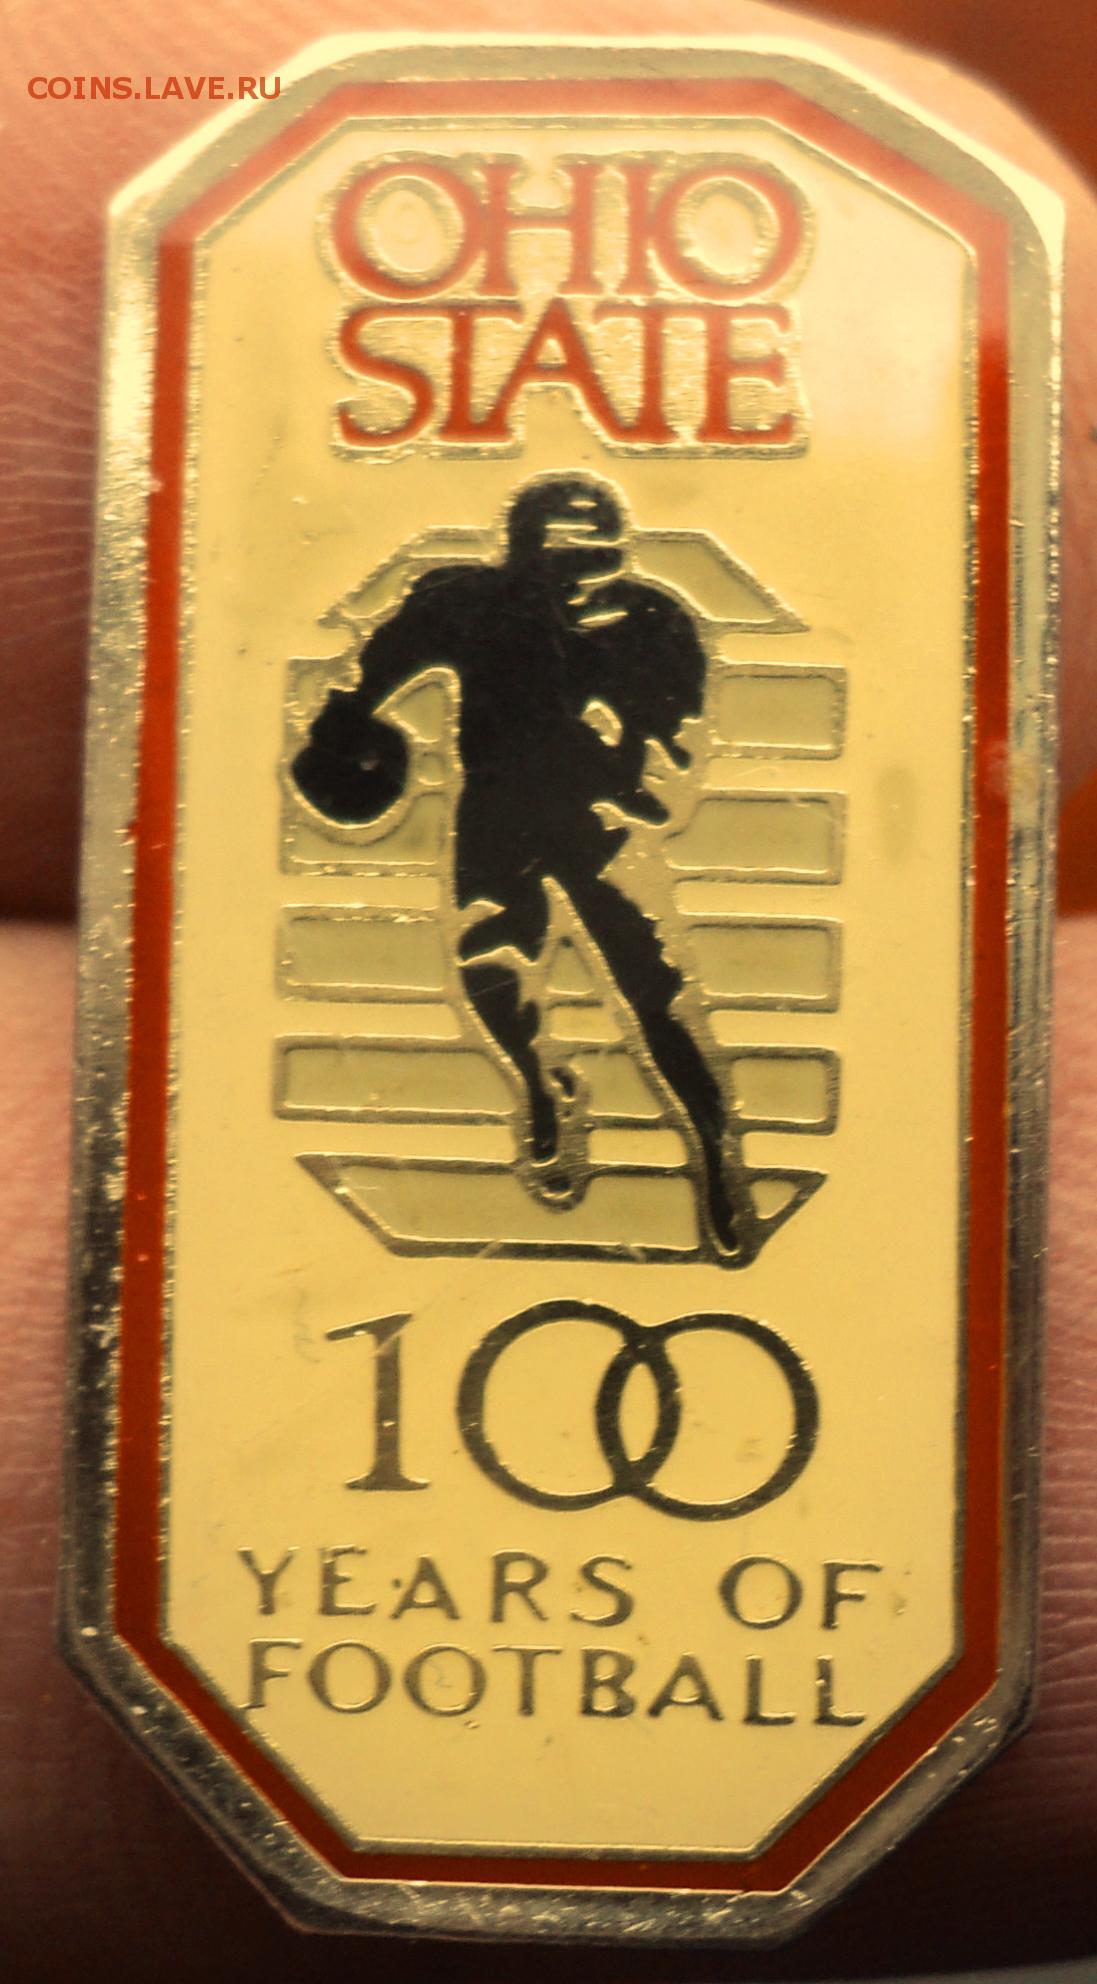 COINS.LAVE.RU
OHIO
STATE
100
YEARS OF
FOOTBALL